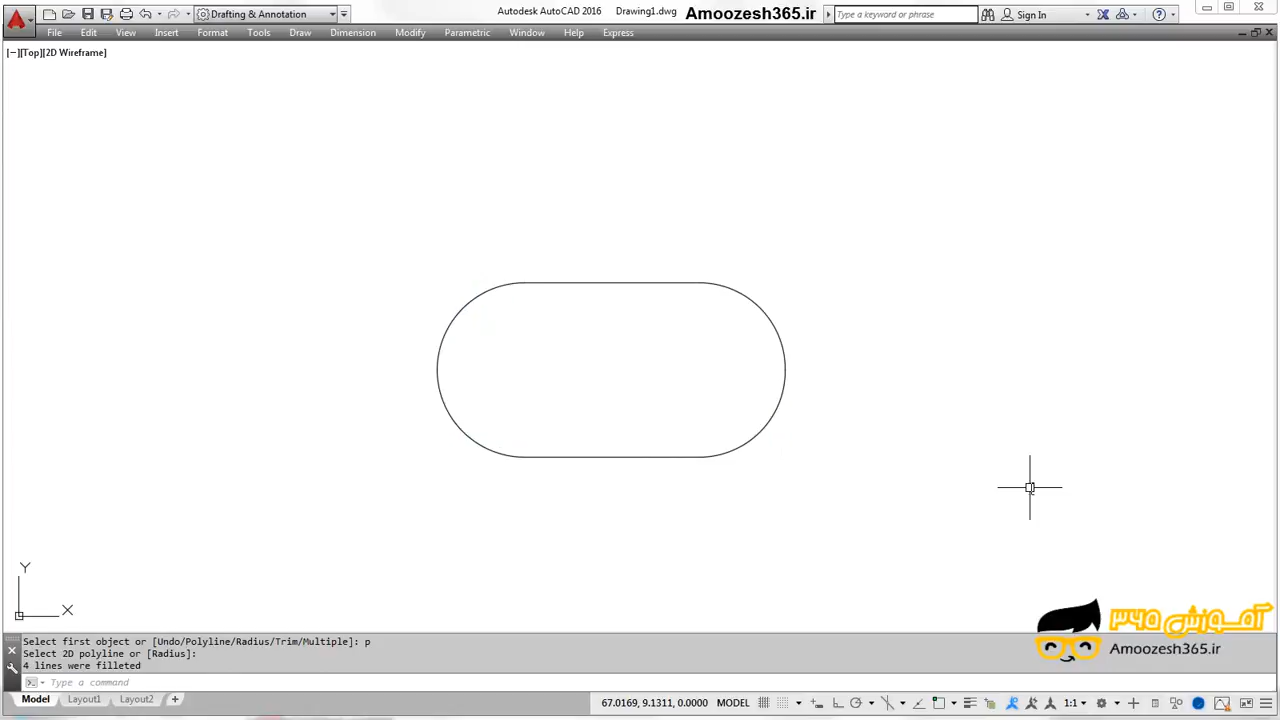 Drafting & Annotation
Autodesk AutoCAD 2016 Drawing1.dwg
Amoozesh365.ir
Type a keyword or phrase
Sign In
File Edit View Insert Format Tools Draw Dimension Modify Parametric Window Help Express
[−][Top][2D Wireframe]
Y
X
آموزش ۳۶۵
Amoozesh365.ir
Select first object or [Undo/Polyline/Radius/Trim/Multiple]: p
Select 2D polyline or [Radius]:
4 lines were filleted
Type a command
Model Layout1 Layout2 +
67.0169, 9.1311, 0.0000 MODEL 1:1